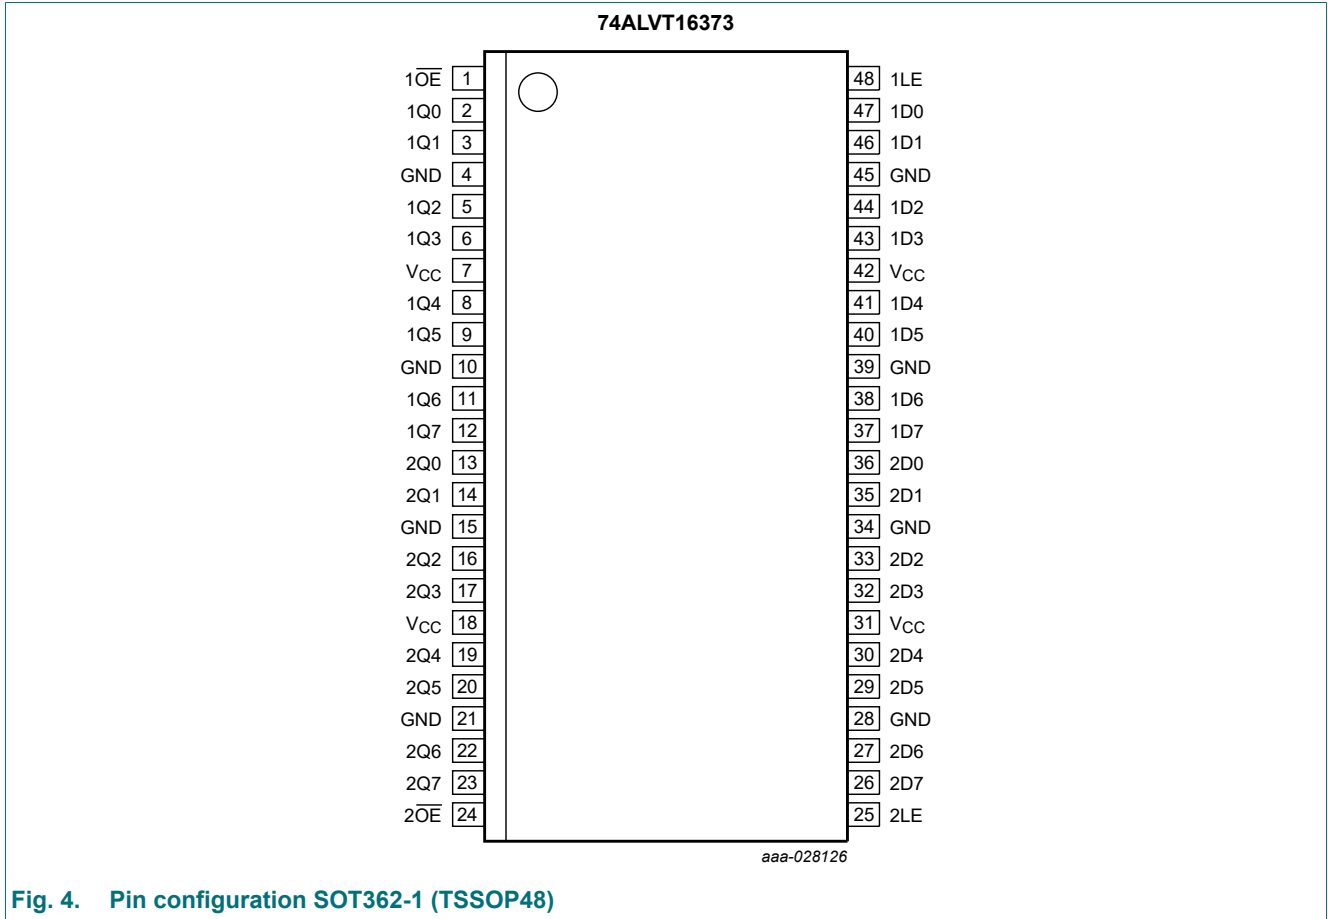 74ALVT16373
1OE 1 48 1LE
1Q0 2 47 1D0
1Q1 3 46 1D1
GND 4 45 GND
1Q2 5 44 1D2
1Q3 6 43 1D3
VCC 7 42 VCC
1Q4 8 41 1D4
1Q5 9 40 1D5
GND 10 39 GND
1Q6 11 38 1D6
1Q7 12 37 1D7
2Q0 13 36 2D0
2Q1 14 35 2D1
GND 15 34 GND
2Q2 16 33 2D2
2Q3 17 32 2D3
VCC 18 31 VCC
2Q4 19 30 2D4
2Q5 20 29 2D5
GND 21 28 GND
2Q6 22 27 2D6
2Q7 23 26 2D7
2OE 24 25 2LE
aaa-028126
Fig. 4. Pin configuration SOT362-1 (TSSOP48)